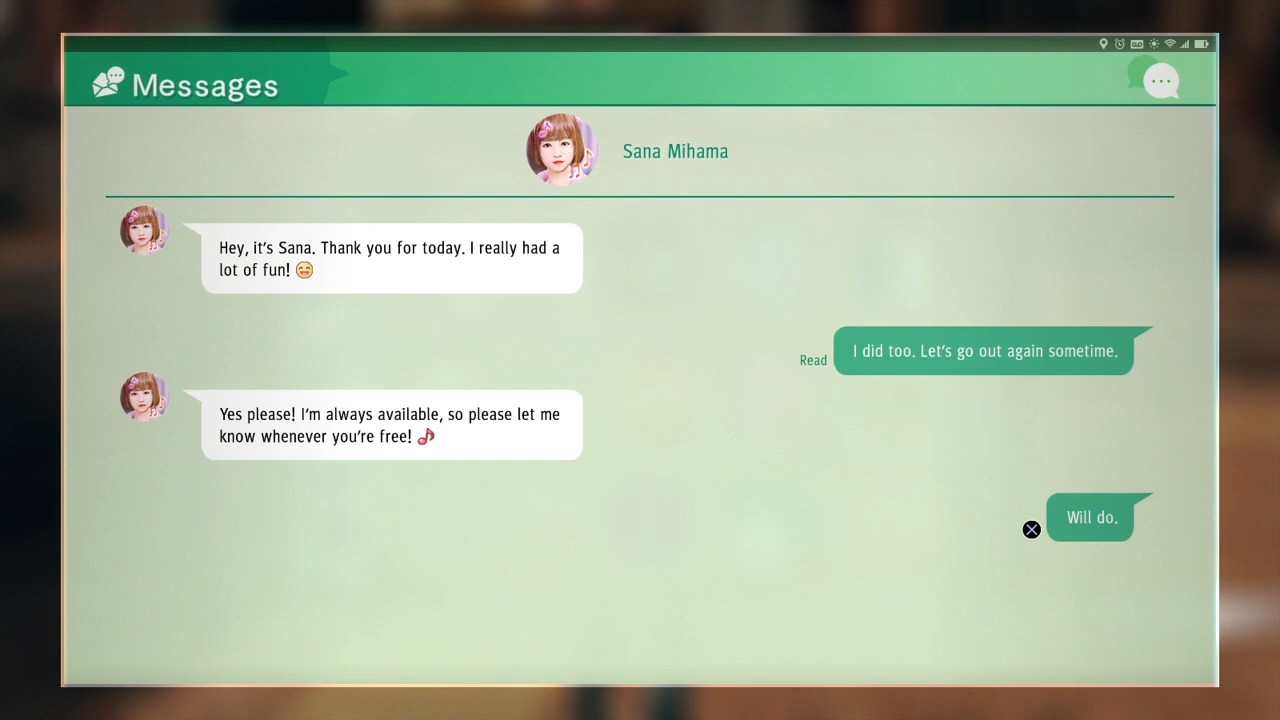 Messages
Sana Mihama
Hey, it's Sana. Thank you for today. I really had a
lot of fun! 😄
Read
I did too. Let's go out again sometime.
Yes please! I'm always available, so please let me
know whenever you're free! 🎵
Will do.